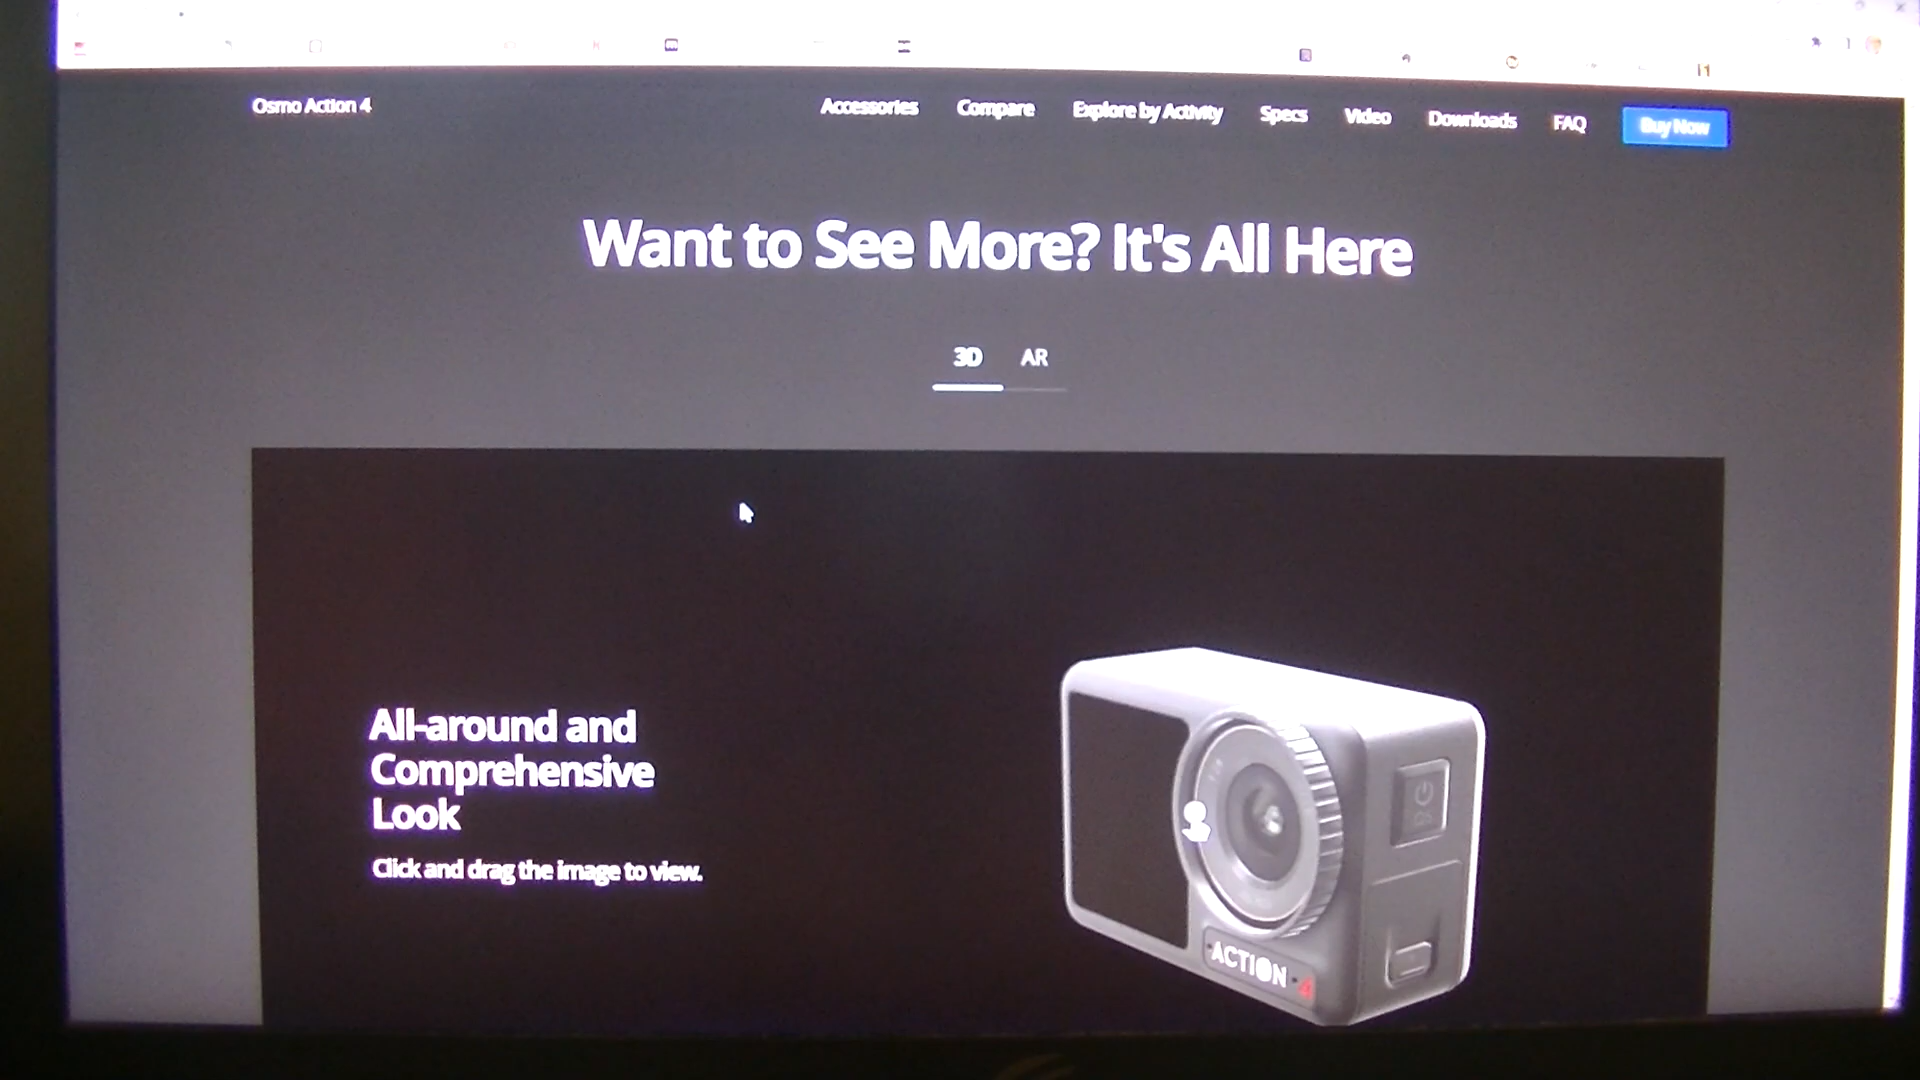 Osmo Action 4
Accessories Compare Explore by Activity Specs Video Downloads FAQ Buy Now
Want to See More? It's All Here
3D AR
All-around and
Comprehensive
Look
Click and drag the image to view.
ACTION 4